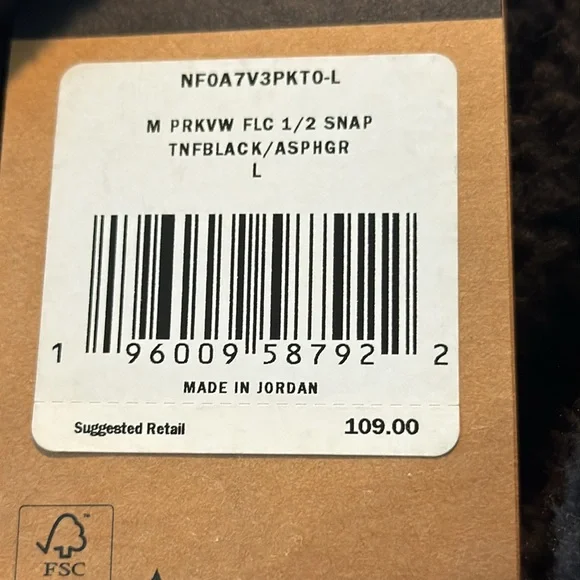 NF0A7V3PKT0-L
M PRKVW FLC 1/2 SNAP
TNFBLACK/ASPHGR
L
1 96009 58792 2
MADE IN JORDAN
Suggested Retail 109.00
™
FSC